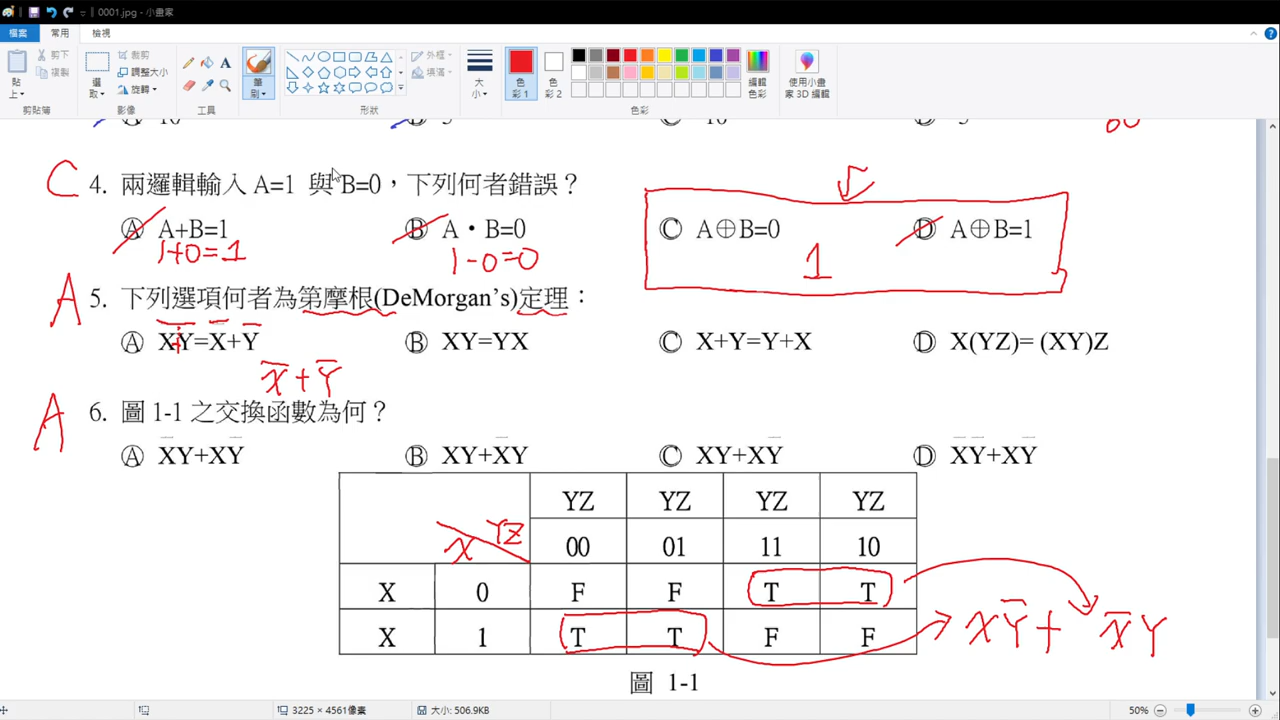 0001.jpg - 小畫家
檔案 常用 檢視
貼上 剪下 複製 選取 裁剪 調整大小 旋轉 筆刷 外框 填滿 大小 色彩 1 色彩 2 編輯色彩 使用小畫家 3D 編輯
剪貼簿 影像 工具 形狀 色彩
C 4. 兩邏輯輸入 A=1 與 B=0，下列何者錯誤？
Ⓐ A+B=1 Ⓑ A・B=0 Ⓒ A⊕B=0 Ⓓ A⊕B=1
1+0=1 1-0=0 1
A 5. 下列選項何者為第摩根(DeMorgan's)定理：
Ⓐ X̅+Y̅=X̅+Y̅ Ⓑ XY=YX Ⓒ X+Y=Y+X Ⓓ X(YZ)= (XY)Z
X̅+Y̅
A 6. 圖 1-1 之交換函數為何？
Ⓐ X̅Y+XY̅ Ⓑ XY+X̅Y Ⓒ XY+XY̅ Ⓓ X̅Y̅+XY
YZ YZ YZ YZ
X YZ 00 01 11 10
X 0 F F T T
X 1 T T F F
XY̅+ X̅Y
圖 1-1
3225 × 4561像素 大小: 506.9KB 50%